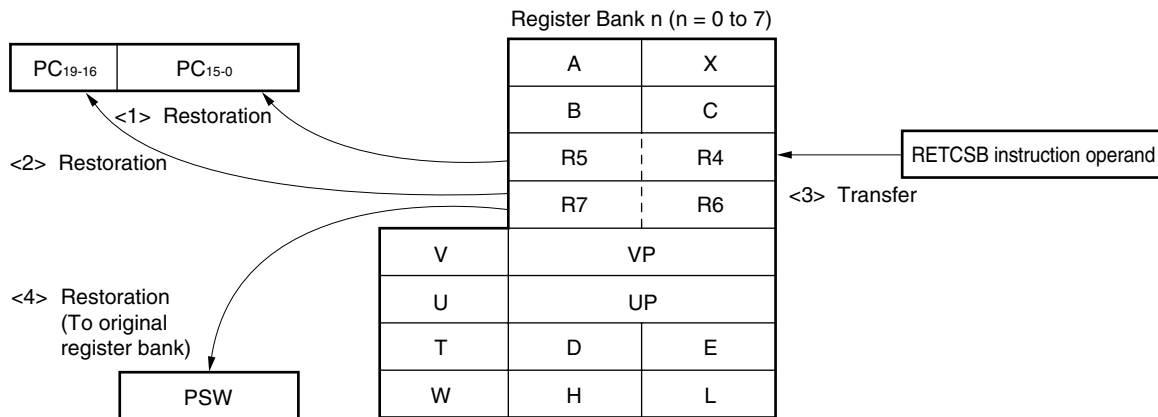 Register Bank n (n = 0 to 7)
PC19-16 PC15-0
A X
<1> Restoration
B C
<2> Restoration
R5 R4
RETCSB instruction operand
R7 R6
<3> Transfer
V VP
<4> Restoration
(To original
register bank)
U UP
T D E
PSW
W H L